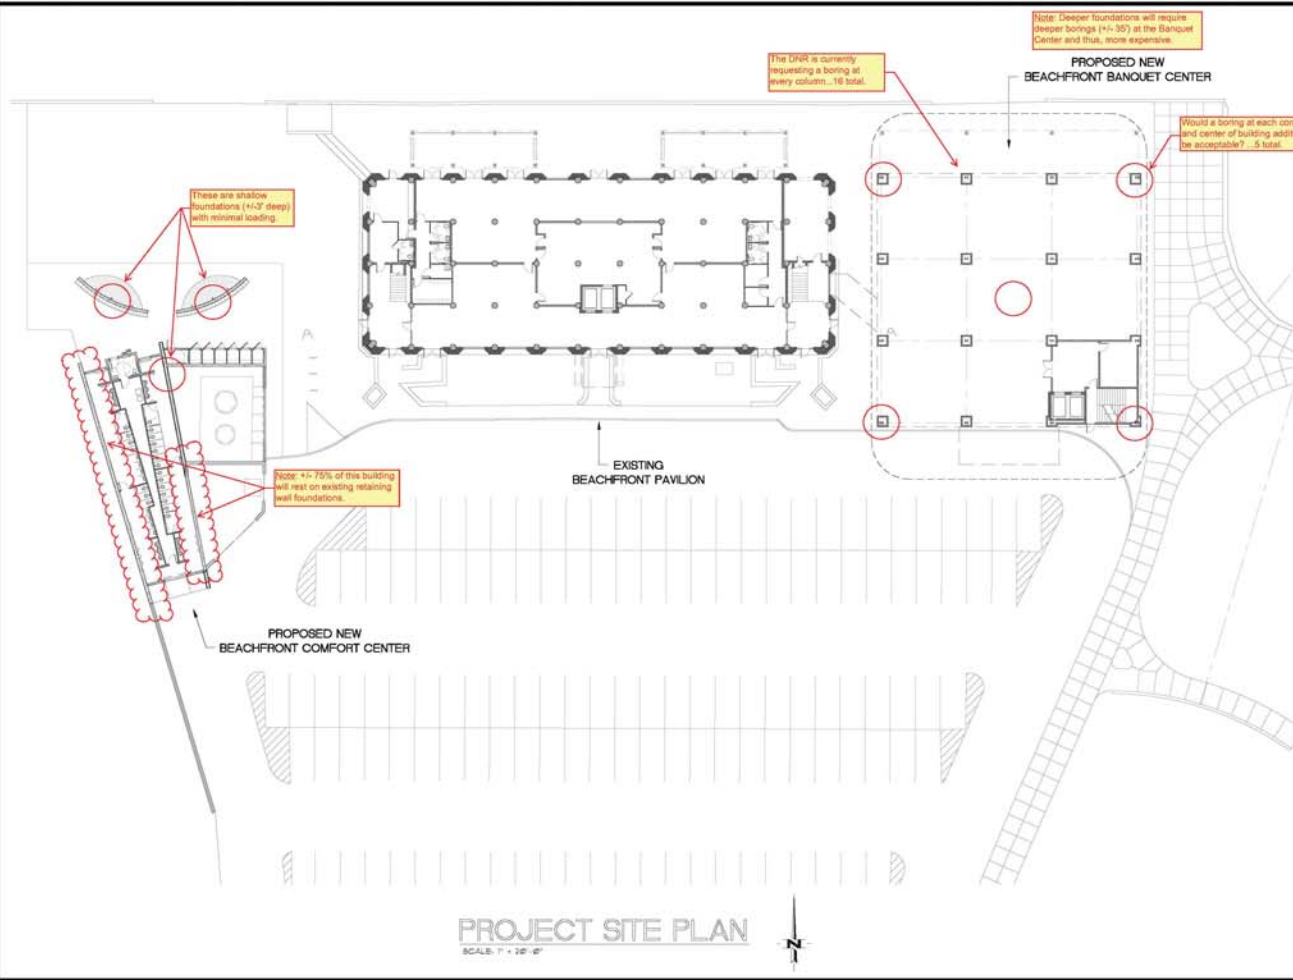 Note: Deeper foundations will require
deeper borings (+/- 35') at the Banquet
Center and thus, more expensive.
The DNR is currently
requesting a boring at
every column...16 total.
PROPOSED NEW
BEACHFRONT BANQUET CENTER
Would a boring at each
and center of building
be acceptable? ...5 total.
These are shallow
foundations (+/-3' deep)
with minimal loading.
Note: +/- 75% of this building
will rest on existing retaining
wall foundations.
EXISTING
BEACHFRONT PAVILION
PROPOSED NEW
BEACHFRONT COMFORT CENTER
PROJECT SITE PLAN
N